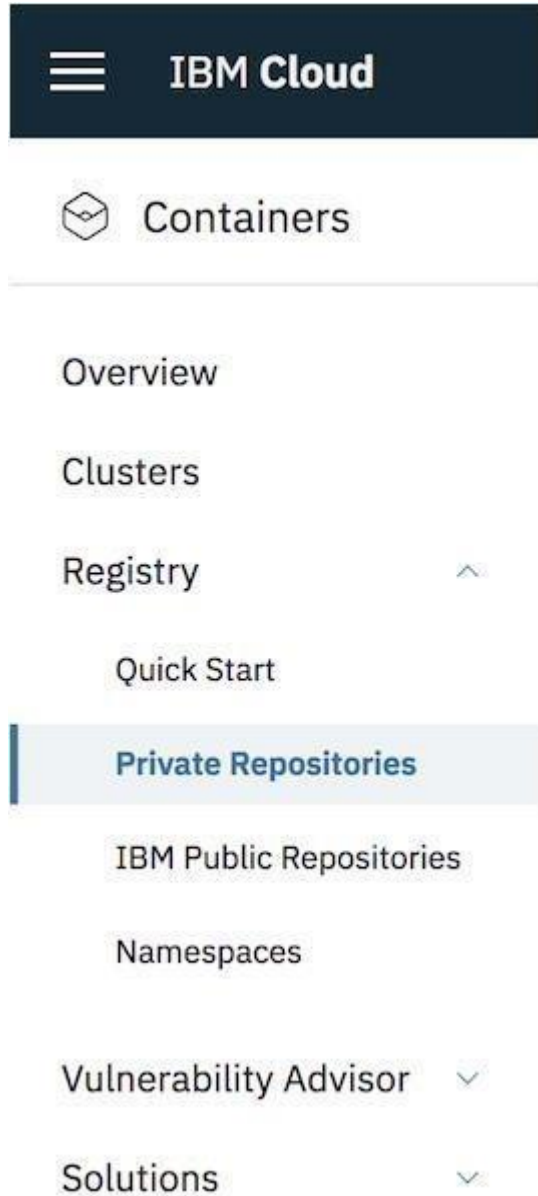 IBM Cloud
Containers
Overview
Clusters
Registry
Quick Start
Private Repositories
IBM Public Repositories
Namespaces
Vulnerability Advisor
Solutions